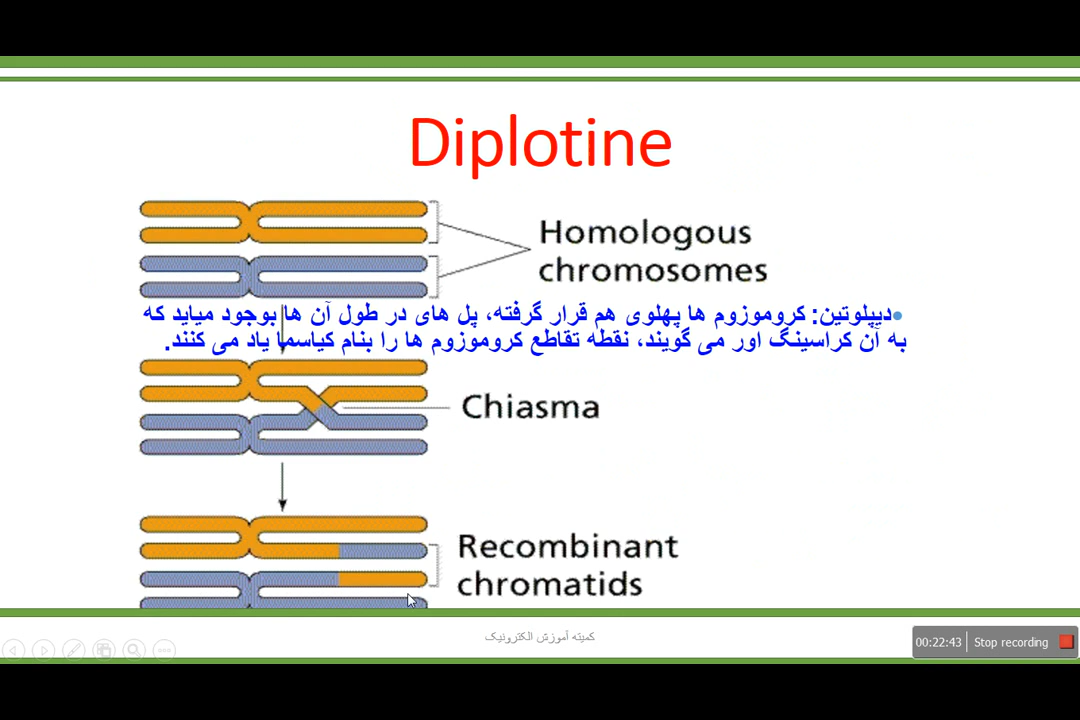 Diplotine
Homologous
chromosomes
دیپلوتین: کروموزوم ها پهلوی هم قرار گرفته، پل های در طول آن ها بوجود میاید که
به آن کراسینگ اور می گویند، نقطه تقاطع کروموزوم ها را بنام کیاسما یاد می کنند.
Chiasma
Recombinant
chromatids
کمیته آموزش الکترونیک
00:22:43 Stop recording